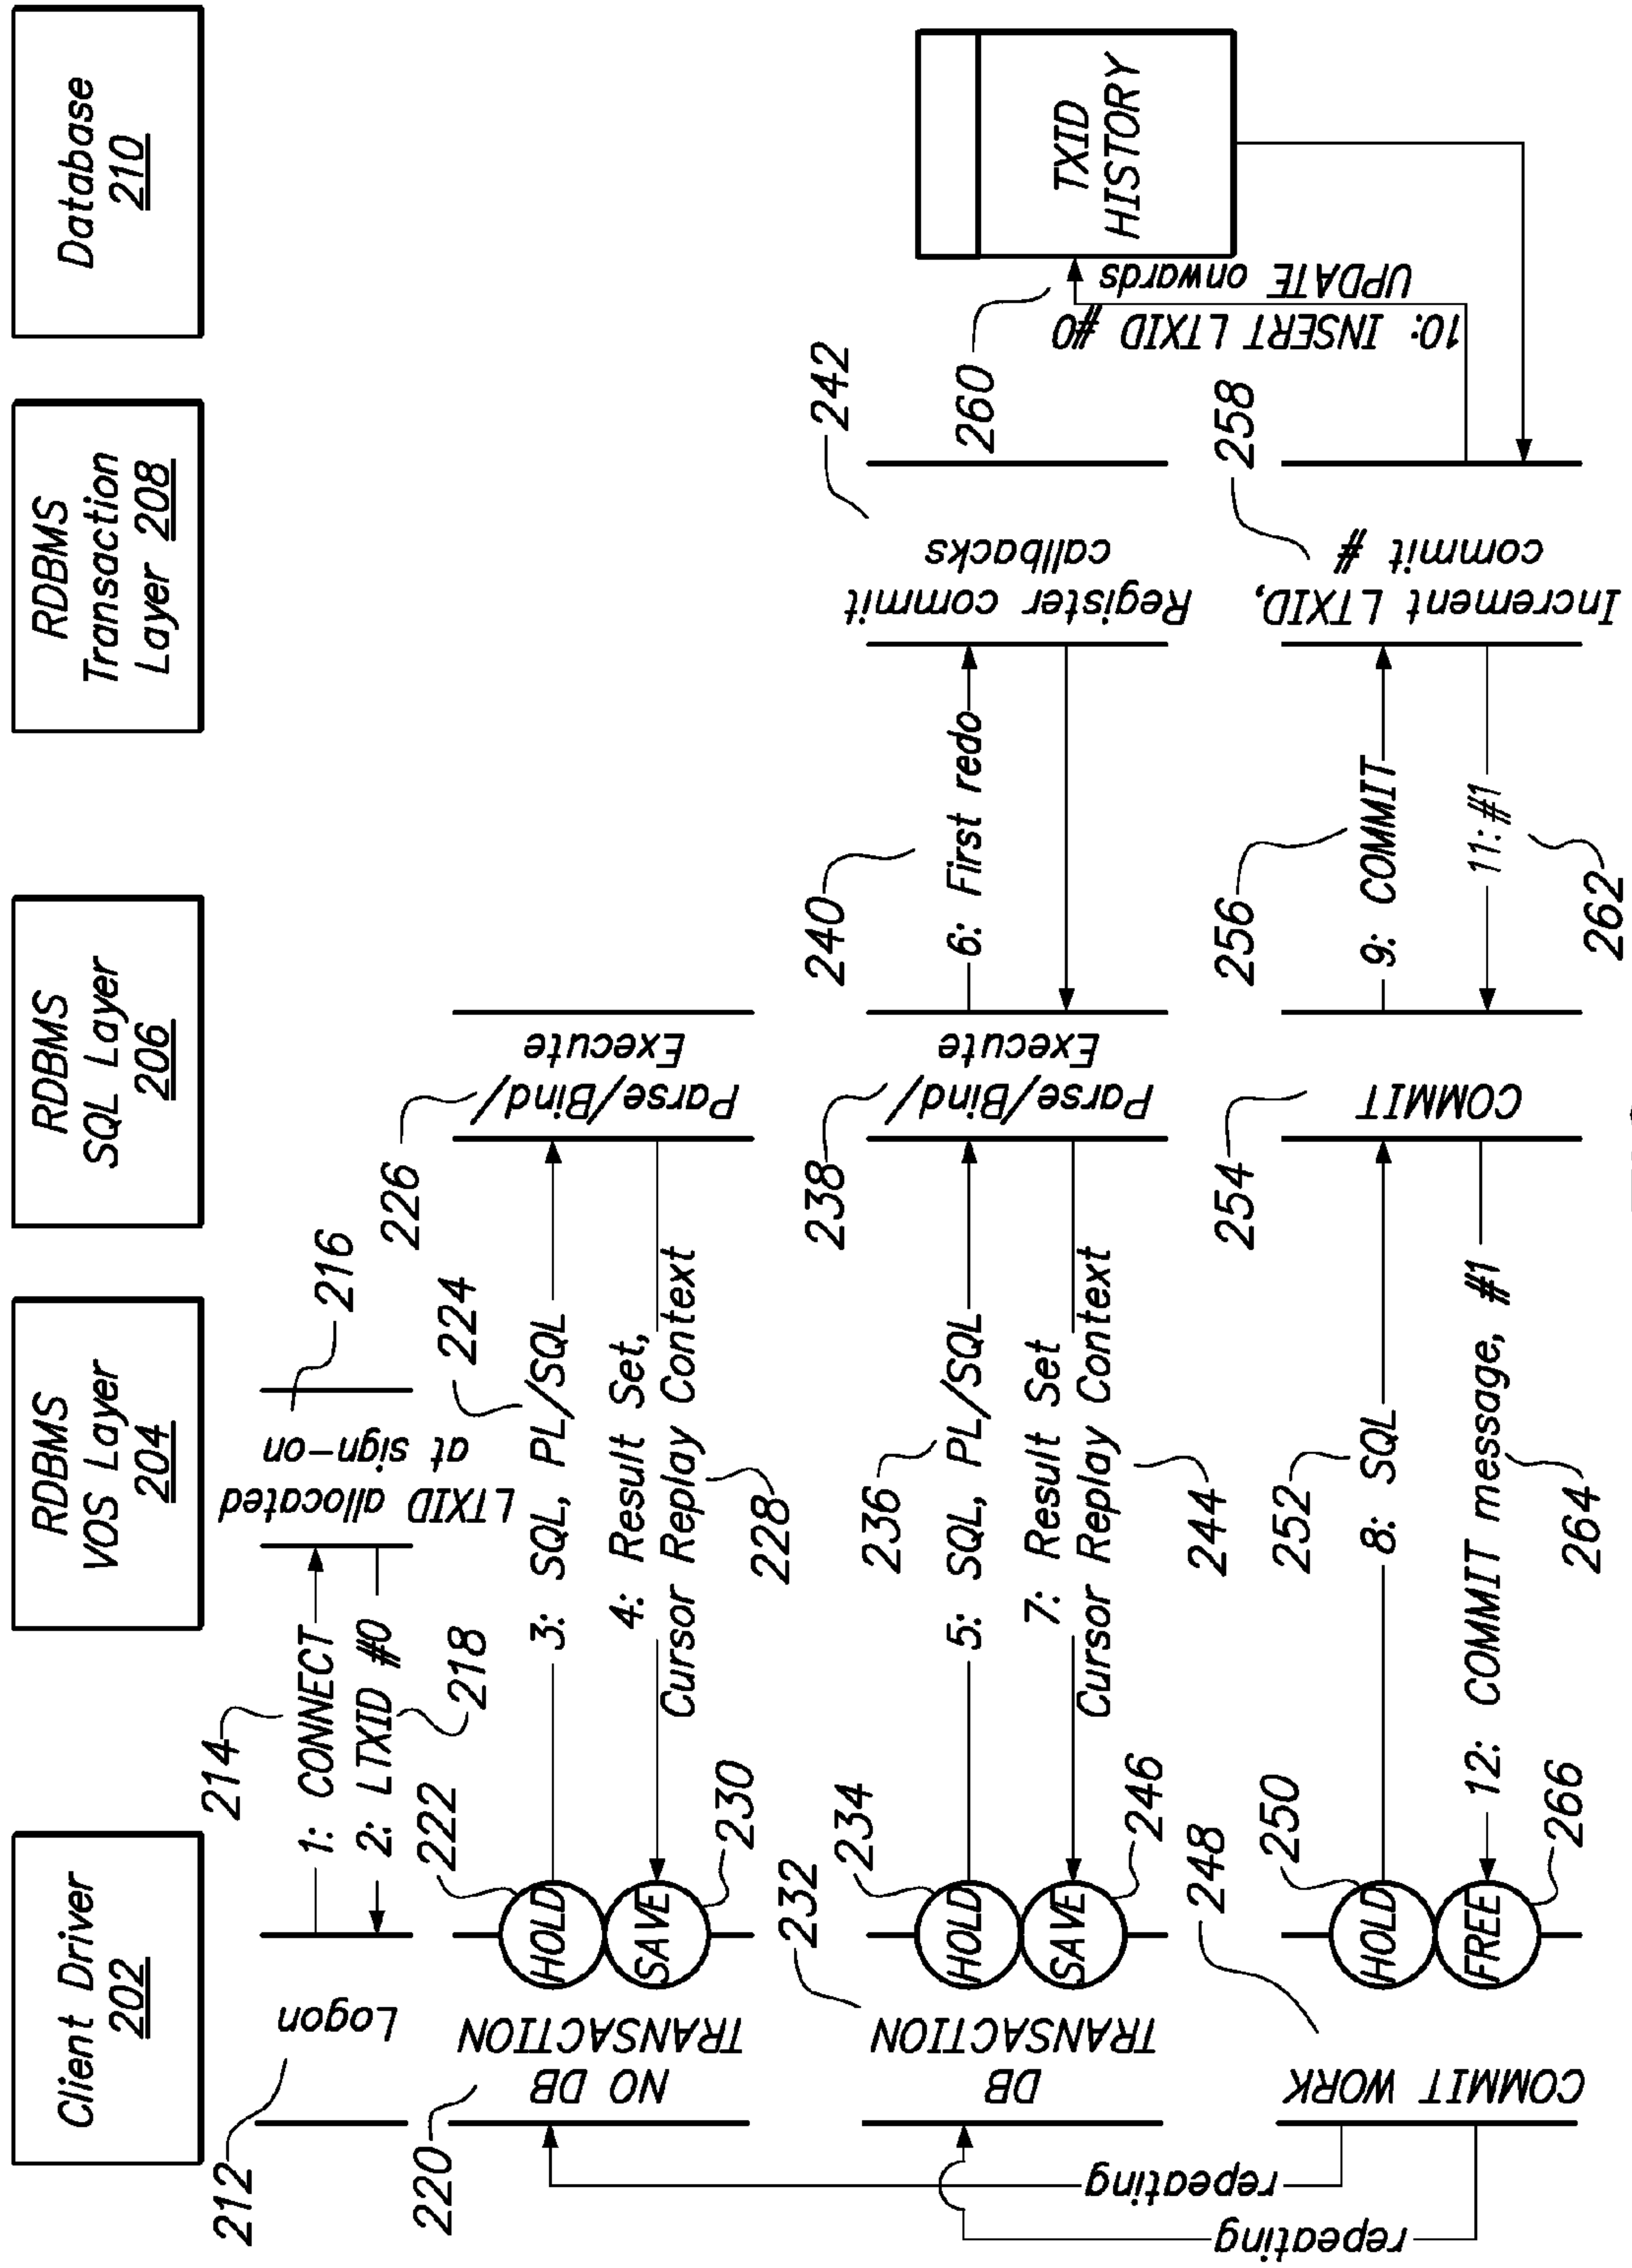 Client Driver
202
RDBMS
VOS Layer
204
RDBMS
SQL Layer
206
RDBMS
Transaction
Layer 208
Database
210
212
Logon
214
1: CONNECT
2: LTXID #0
218
LTXID allocated
at sign-on
216
220
NO DB
TRANSACTION
222
HOLD
SAVE
230
3: SQL, PL/SQL
224
4: Result Set,
Cursor Replay Context
228
226
Parse/Bind/
Execute
232
DB
TRANSACTION
234
HOLD
SAVE
246
5: SQL, PL/SQL
236
7: Result Set
Cursor Replay Context
244
238
Parse/Bind/
Execute
240
6: First redo
Register commit
callbacks
242
248
COMMIT WORK
250
HOLD
FREE
266
252
8: SQL
12: COMMIT message, #1
264
254
COMMIT
256
9: COMMIT
11:#1
262
Increment LTXID,
commit #
258
260
10: INSERT LTXID #0
UPDATE onwards
TXID
HISTORY
repeating
repeating